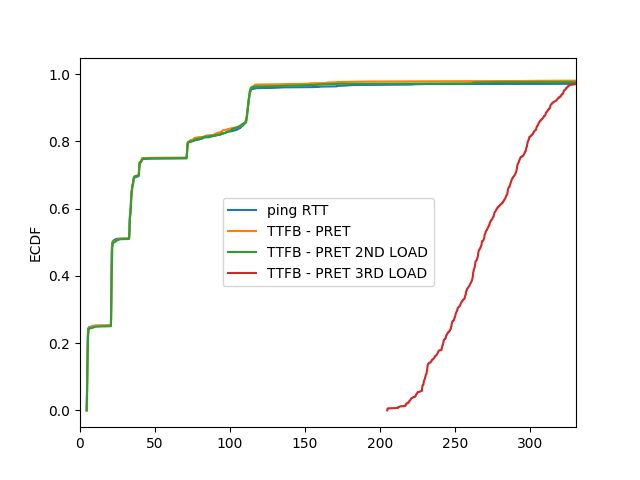 1.0
0.8
0.6
0.4
0.2
0.0
ECDF
ping RTT
TTFB - PRET
TTFB - PRET 2ND LOAD
TTFB - PRET 3RD LOAD
0 50 100 150 200 250 300